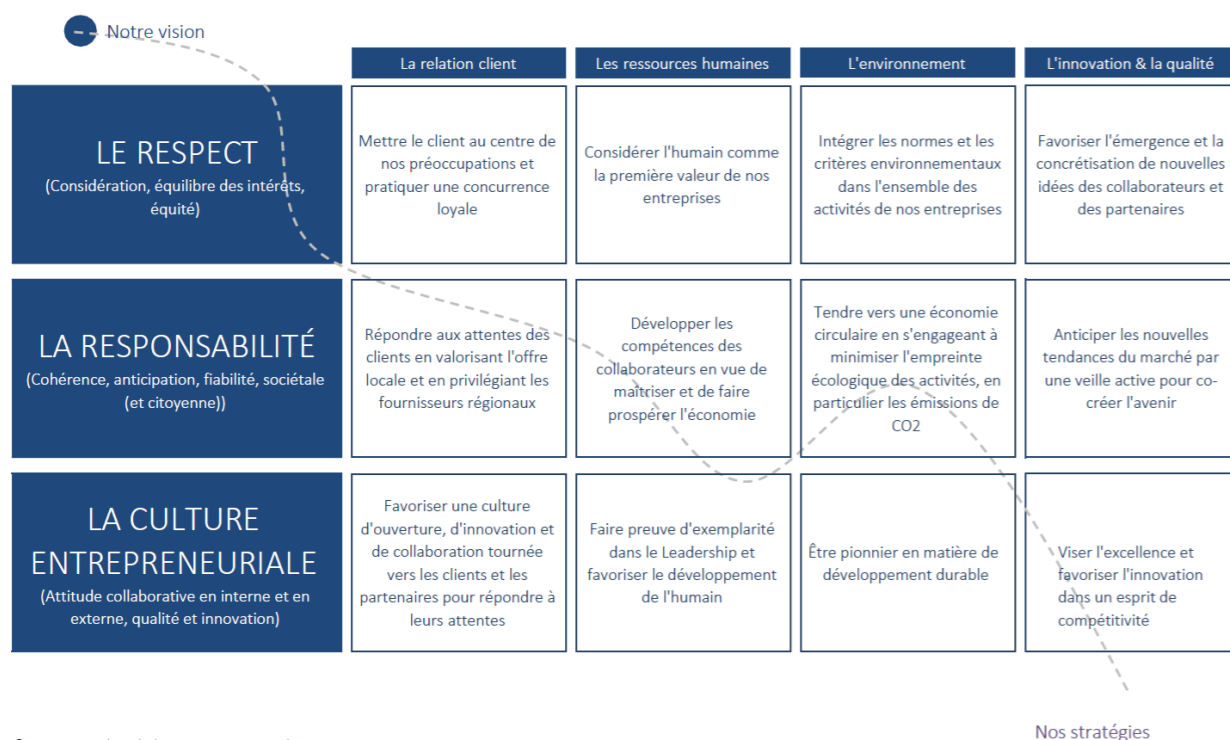 Notre vision
La relation client
Les ressources humaines
L'environnement
L'innovation & la qualité
LE RESPECT
(Considération, équilibre des intérêts,
équité)
Mettre le client au centre de
nos préoccupations et
pratiquer une concurrence
loyale
Considérer l'humain comme
la première valeur de nos
entreprises
Intégrer les normes et les
critères environnementaux
dans l'ensemble des
activités de nos entreprises
Favoriser l'émergence et la
concrétisation de nouvelles
idées des collaborateurs et
des partenaires
LA RESPONSABILITÉ
(Cohérence, anticipation, fiabilité, sociétale
(et citoyenne))
Répondre aux attentes des
clients en valorisant l'offre
locale et en privilégiant les
fournisseurs régionaux
Développer les
compétences des
collaborateurs en vue de
maîtriser et de faire
prospérer l'économie
Tendre vers une économie
circulaire en s'engageant à
minimiser l'empreinte
écologique des activités, en
particulier les émissions de
CO2
Anticiper les nouvelles
tendances du marché par
une veille active pour co-
créer l'avenir
LA CULTURE
ENTREPRENEURIALE
(Attitude collaborative en interne et en
externe, qualité et innovation)
Favoriser une culture
d'ouverture, d'innovation et
de collaboration tournée
vers les clients et les
partenaires pour répondre à
leurs attentes
Faire preuve d'exemplarité
dans le Leadership et
favoriser le développement
de l'humain
Être pionnier en matière de
développement durable
Viser l'excellence et
favoriser l'innovation
dans un esprit de
compétitivité
Nos stratégies